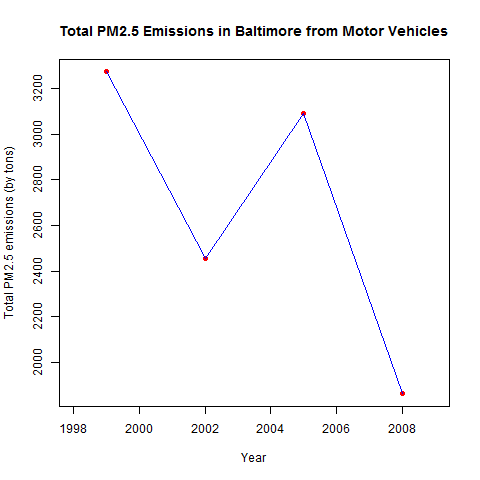 Total PM2.5 Emissions in Baltimore from Motor Vehicles
Total PM2.5 emissions (by tons)
3200
3000
2800
2600
2400
2200
2000
1998 2000 2002 2004 2006 2008
Year